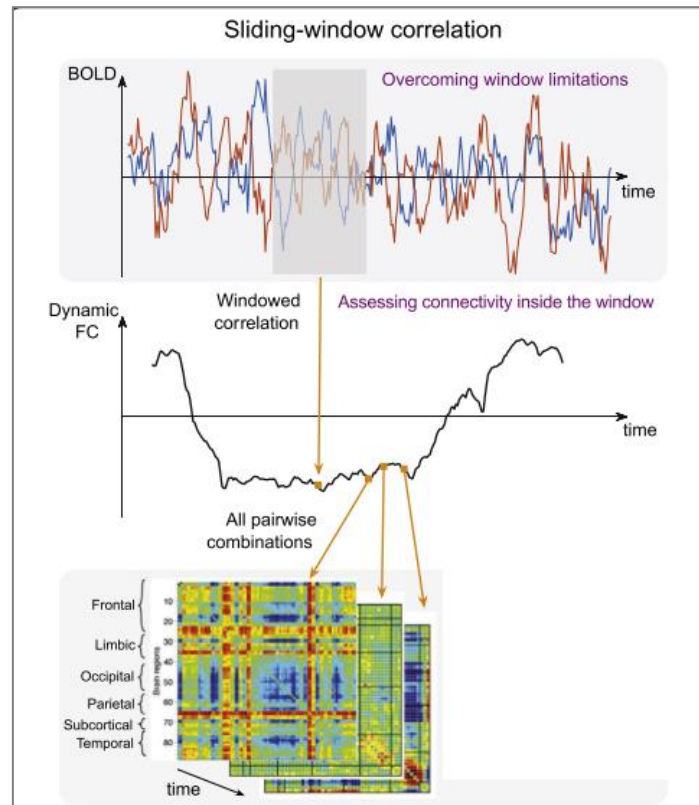 Sliding-window correlation
BOLD
Overcoming window limitations
time
Windowed
correlation
Assessing connectivity inside the window
Dynamic
FC
time
All pairwise
combinations
Frontal
Limbic
Occipital
Parietal
Subcortical
Temporal
Brain regions
10
20
30
40
50
60
70
80
time